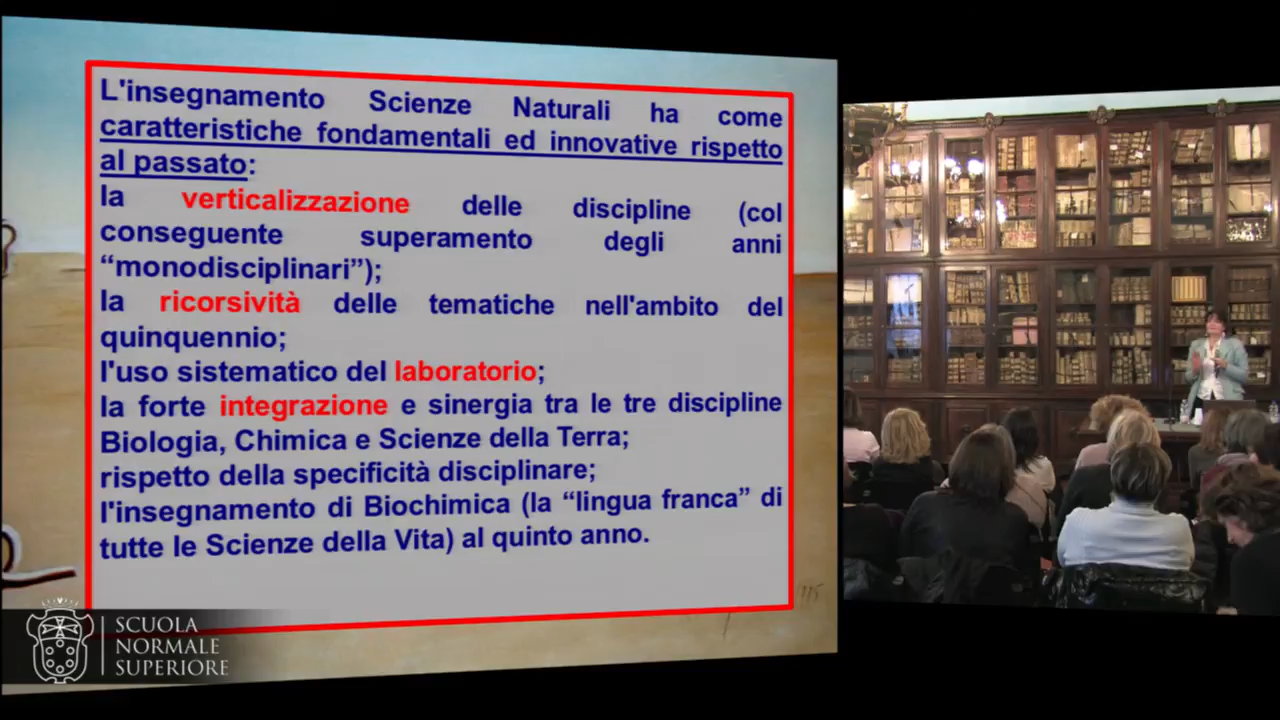 L'insegnamento Scienze Naturali ha come
caratteristiche fondamentali ed innovative rispetto
al passato:
la verticalizzazione delle discipline (col
conseguente superamento degli anni
“monodisciplinari”);
la ricorsività delle tematiche nell'ambito del
quinquennio;
l'uso sistematico del laboratorio;
la forte integrazione e sinergia tra le tre discipline
Biologia, Chimica e Scienze della Terra;
rispetto della specificità disciplinare;
l'insegnamento di Biochimica (la “lingua franca” di
tutte le Scienze della Vita) al quinto anno.
SCUOLA
NORMALE
SUPERIORE